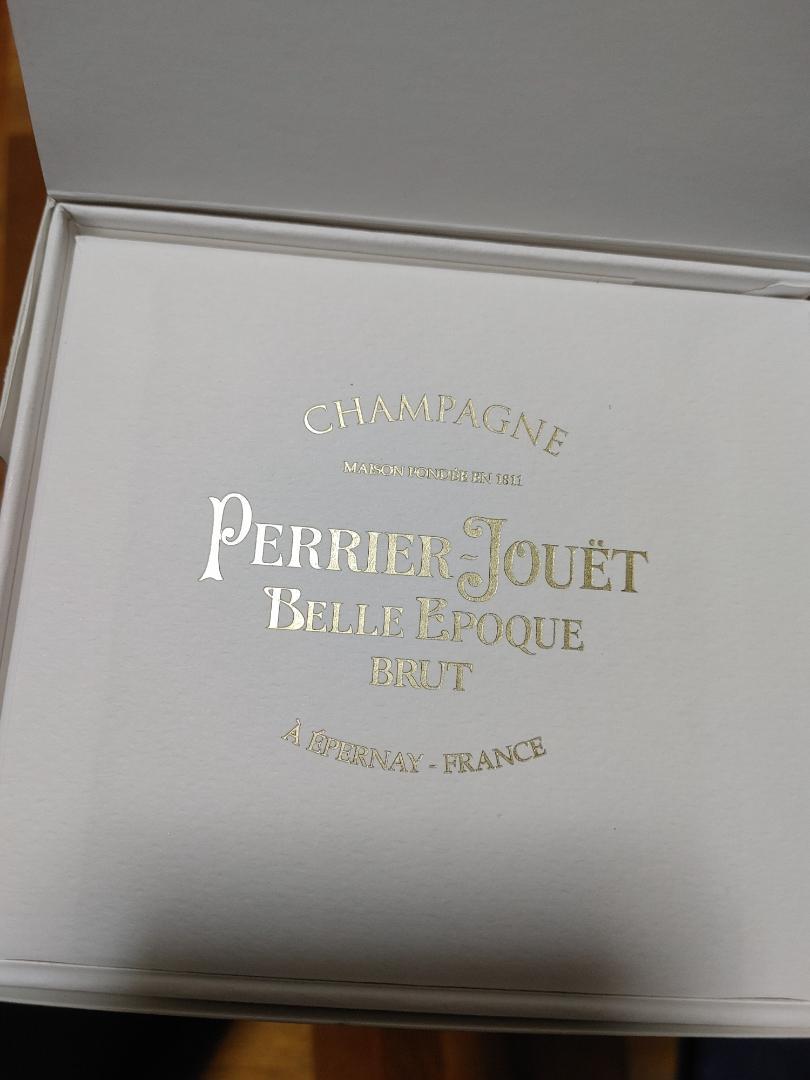 CHAMPAGNE
MAISON FONDÉE EN 1811
PERRIER-JOUËT
BELLE EPOQUE
BRUT
À ÉPERNAY - FRANCE